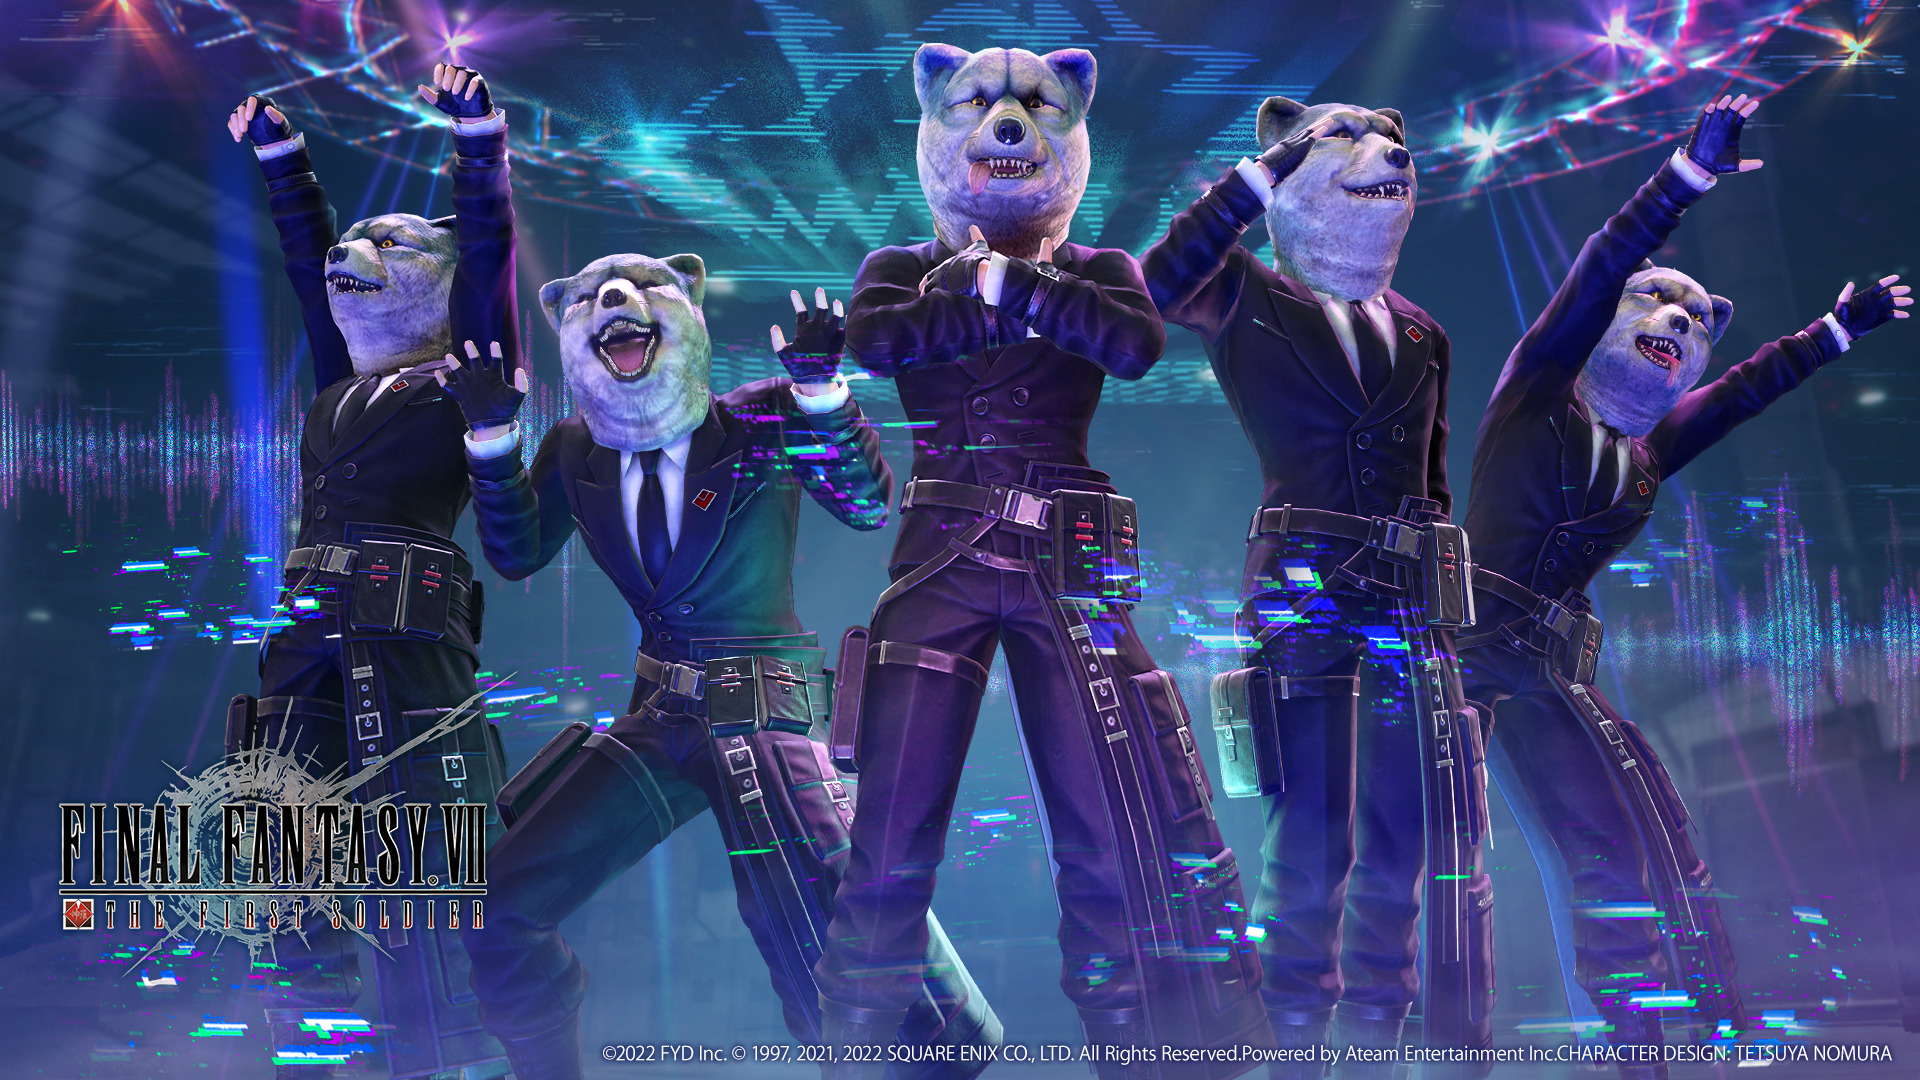 FINAL FANTASY. VII
THE FIRST SOLDIER
©2022 FYD Inc. © 1997, 2021, 2022 SQUARE ENIX CO., LTD. All Rights Reserved.Powered by Ateam Entertainment Inc.CHARACTER DESIGN: TETSUYA NOMURA